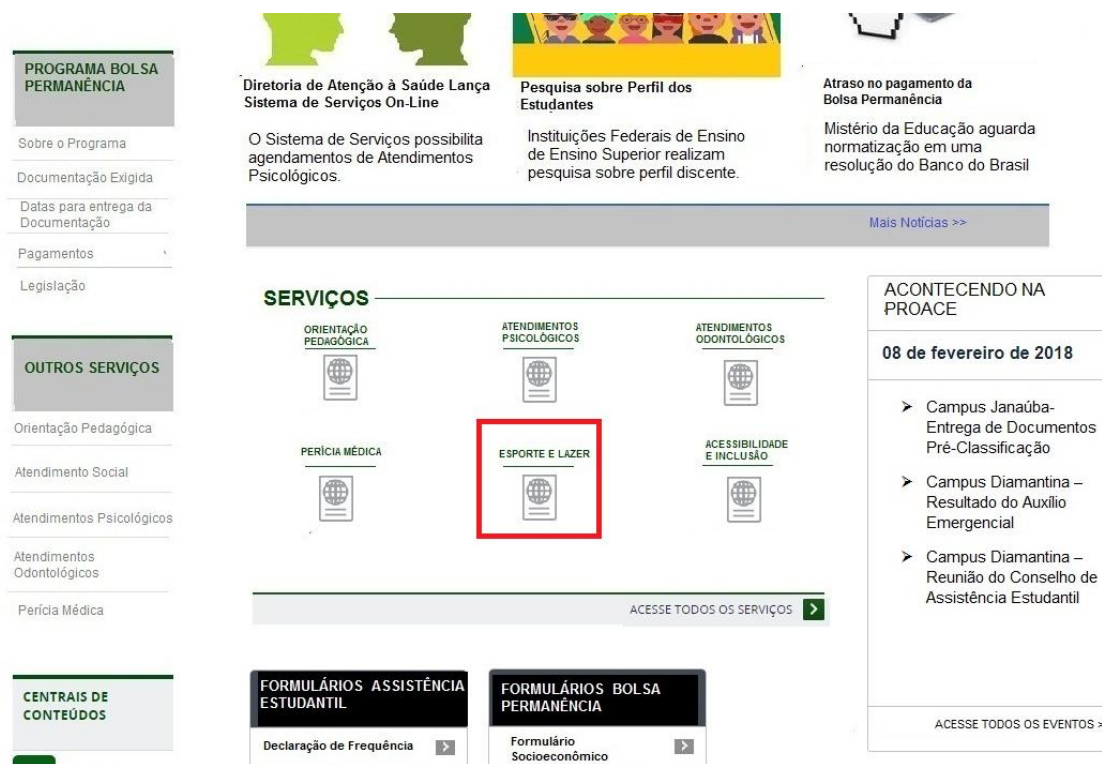 PROGRAMA BOLSA
PERMANÊNCIA
Sobre o Programa
Documentação Exigida
Datas para entrega da
Documentação
Pagamentos
Legislação
OUTROS SERVIÇOS
Orientação Pedagógica
Atendimento Social
Atendimentos Psicológicos
Atendimentos
Odontológicos
Perícia Médica
CENTRAIS DE
CONTEÚDOS
Diretoria de Atenção à Saúde Lança
Sistema de Serviços On-Line
O Sistema de Serviços possibilita
agendamentos de Atendimentos
Psicológicos.
Pesquisa sobre Perfil dos
Estudantes
Instituições Federais de Ensino
de Ensino Superior realizam
pesquisa sobre perfil discente.
Atraso no pagamento da
Bolsa Permanência
Mistério da Educação aguarda
normatização em uma
resolução do Banco do Brasil
Mais Notícias >>
SERVIÇOS
ORIENTAÇÃO
PEDAGÓGICA
ATENDIMENTOS
PSICOLÓGICOS
ATENDIMENTOS
ODONTOLÓGICOS
PERÍCIA MÉDICA
ESPORTE E LAZER
ACESSIBILIDADE
E INCLUSÃO
ACESSE TODOS OS SERVIÇOS >
FORMULÁRIOS ASSISTÊNCIA
ESTUDANTIL
Declaração de Frequência >
FORMULÁRIOS BOLSA
PERMANÊNCIA
Formulário
Socioeconômico >
ACONTECENDO NA
PROACE
08 de fevereiro de 2018
➢ Campus Janaúba-
Entrega de Documentos
Pré-Classificação
➢ Campus Diamantina –
Resultado do Auxílio
Emergencial
➢ Campus Diamantina –
Reunião do Conselho de
Assistência Estudantil
ACESSE TODOS OS EVENTOS >